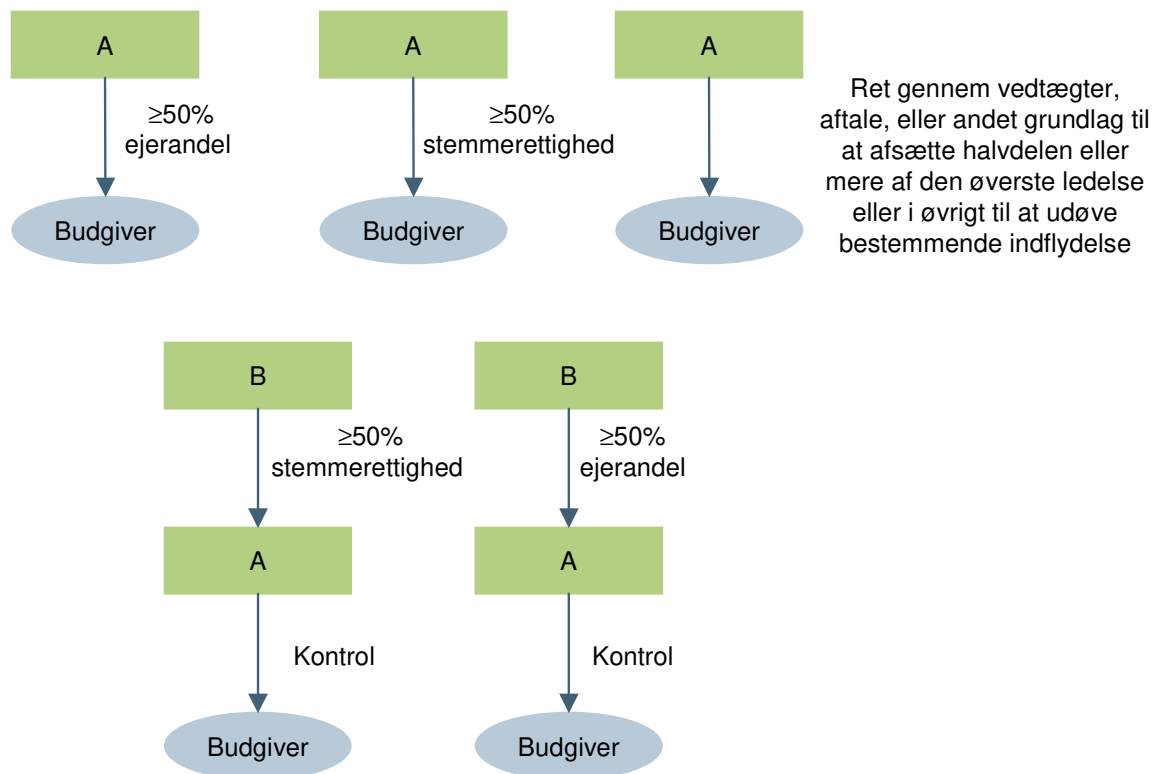 A
≥50%
ejerandel
Budgiver
A
≥50%
stemmerettighed
Budgiver
A
Budgiver
Ret gennem vedtægter,
aftale, eller andet grundlag til
at afsætte halvdelen eller
mere af den øverste ledelse
eller i øvrigt til at udøve
bestemmende indflydelse
B
≥50%
stemmerettighed
A
Kontrol
Budgiver
B
≥50%
ejerandel
A
Kontrol
Budgiver